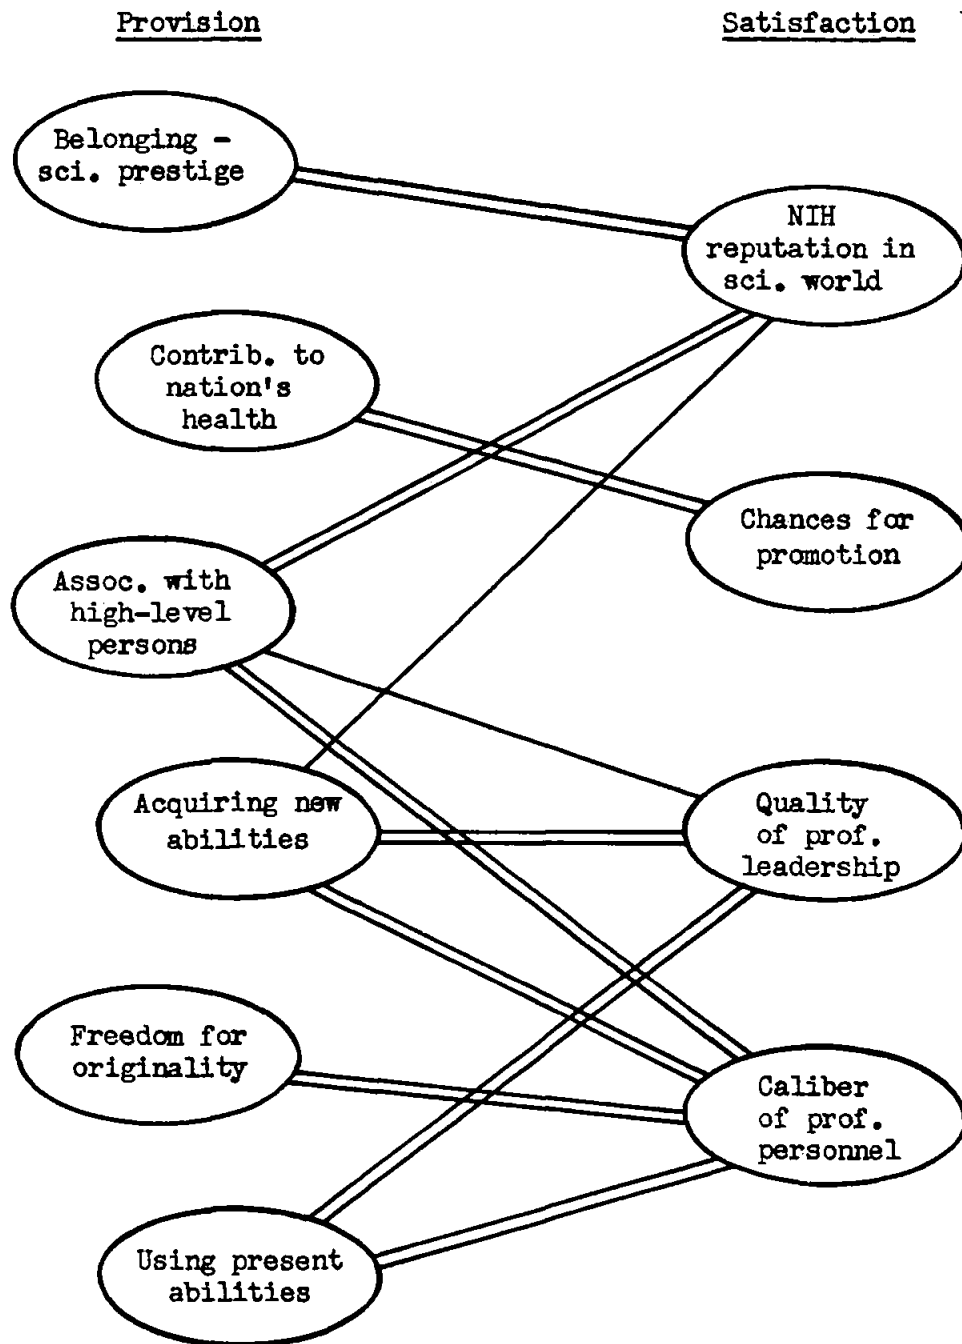 Provision
Satisfaction
Belonging –
sci. prestige
NIH
reputation in
sci. world
Contrib. to
nation's
health
Chances for
promotion
Assoc. with
high-level
persons
Acquiring new
abilities
Quality
of prof.
leadership
Freedom for
originality
Caliber
of prof.
personnel
Using present
abilities